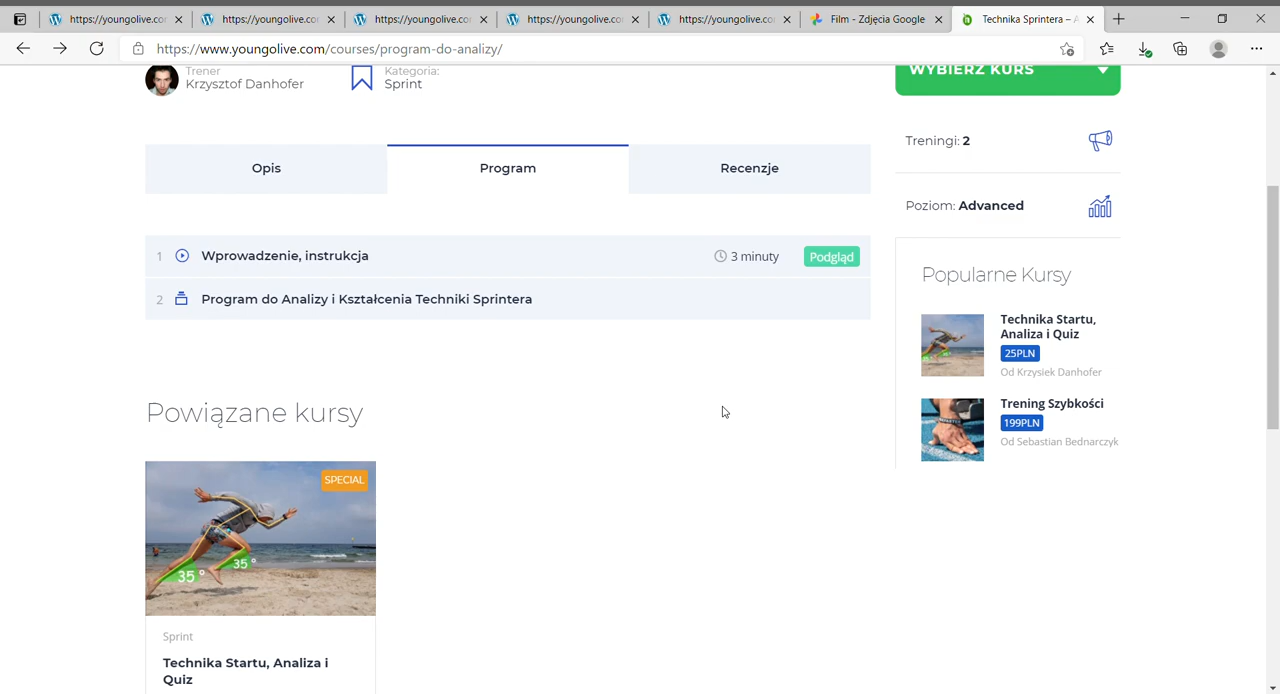 https://youngolive.co
https://youngolive.co
https://youngolive.co
https://youngolive.co
https://youngolive.co
Film - Zdjęcia Google
Technika Sprintera – A
https://www.youngolive.com/courses/program-do-analizy/
Trener
Krzysztof Danhofer
Kategoria:
Sprint
WYBIERZ KURS
Opis
Program
Recenzje
Treningi: 2
Poziom: Advanced
1 Wprowadzenie, instrukcja 3 minuty Podgląd
2 Program do Analizy i Kształcenia Techniki Sprintera
Popularne Kursy
Technika Startu,
Analiza i Quiz
25PLN
Od Krzysiek Danhofer
Trening Szybkości
199PLN
Od Sebastian Bednarczyk
Powiązane kursy
SPECIAL
35 °
35 °
Sprint
Technika Startu, Analiza i
Quiz